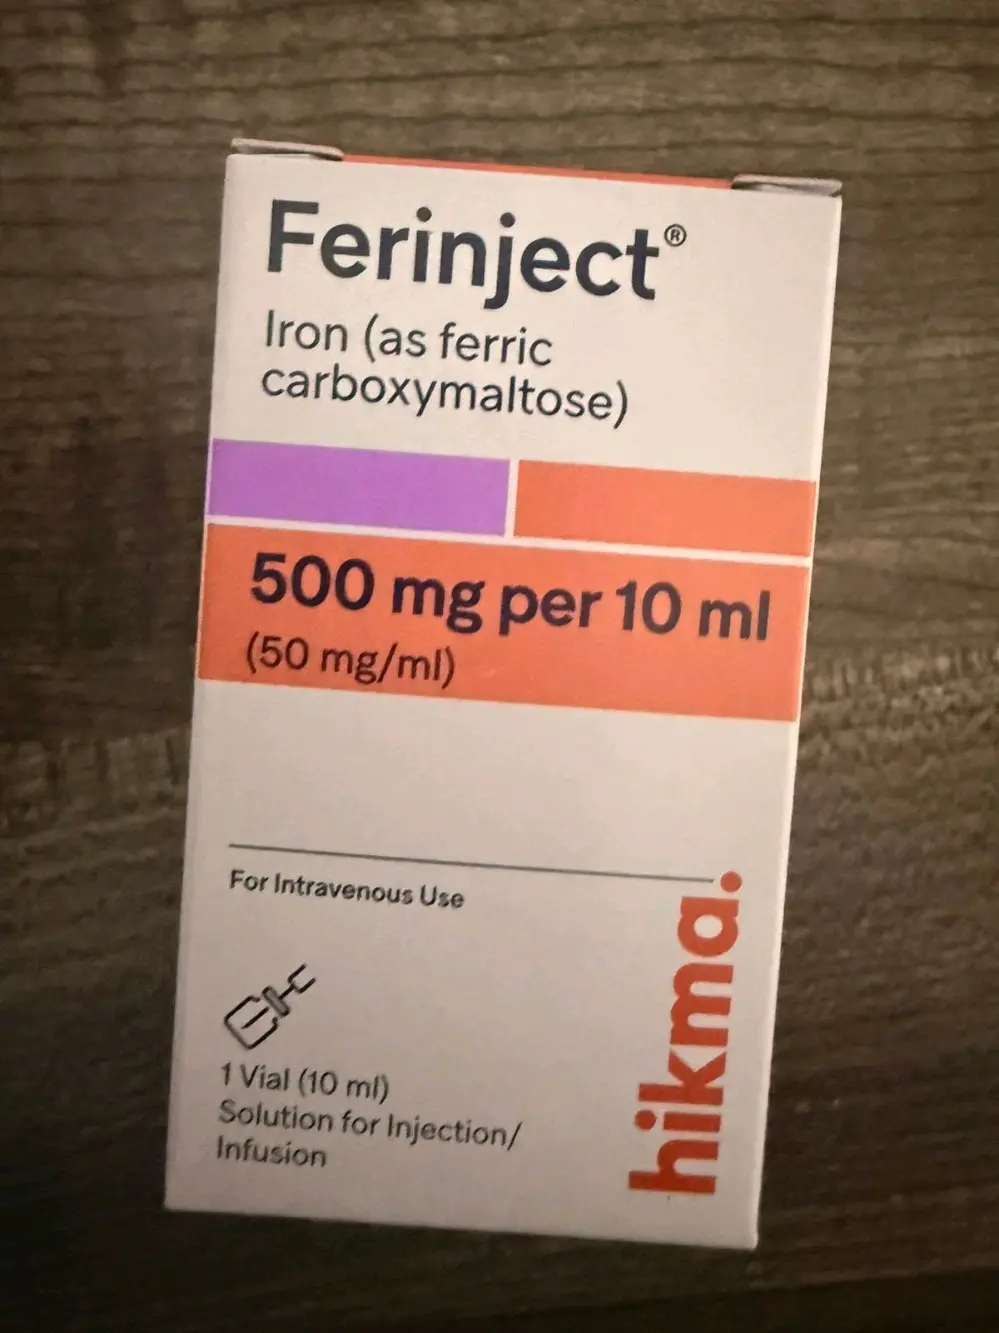 Ferinject®
Iron (as ferric
carboxymaltose)
500 mg per 10 ml
(50 mg/ml)
For Intravenous Use
1 Vial (10 ml)
Solution for Injection/
Infusion
hikma.